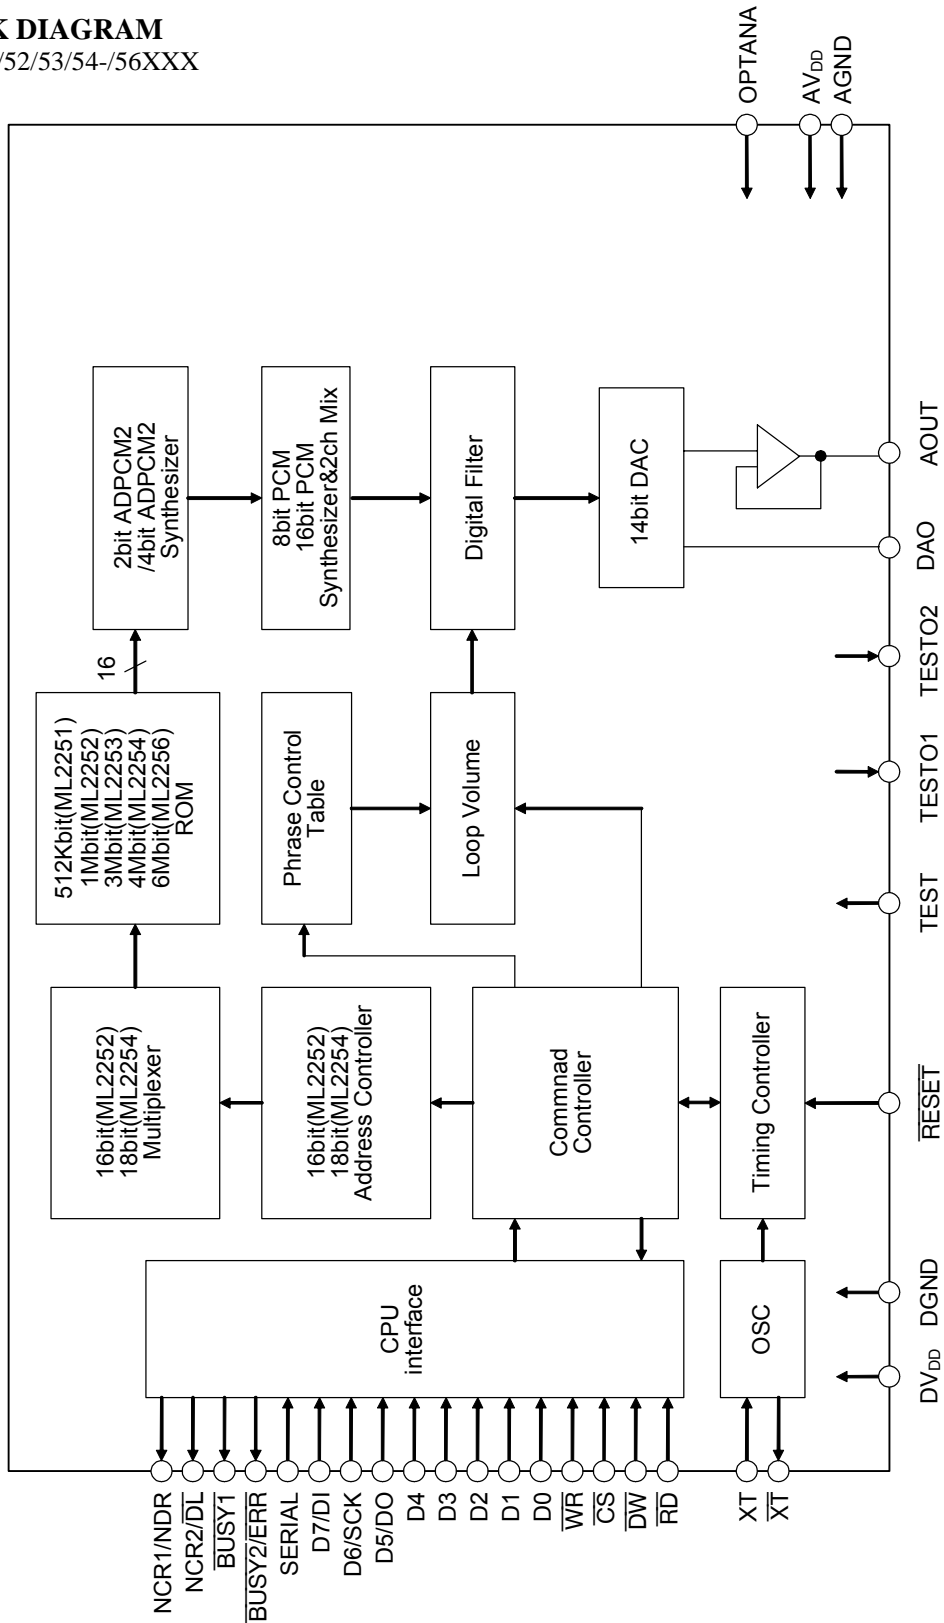 K DIAGRAM
/52/53/54-/56XXX
OPTANA
AVDD
AGND
2bit ADPCM2
/4bit ADPCM2
Synthesizer
8bit PCM
16bit PCM
Synthesizer&2ch Mix
Digital Filter
14bit DAC
16
512Kbit(ML2251)
1Mbit(ML2252)
3Mbit(ML2253)
4Mbit(ML2254)
6Mbit(ML2256)
ROM
Phrase Control
Table
Loop Volume
16bit(ML2252)
18bit(ML2254)
Multiplexer
16bit(ML2252)
18bit(ML2254)
Address Controller
Commnad
Controller
Timing Controller
CPU
interface
OSC
NCR1/NDR
NCR2/DL
BUSY1
BUSY2/ERR
SERIAL
D7/DI
D6/SCK
D5/DO
D4
D3
D2
D1
D0
WR
CS
DW
RD
XT
XT
AOUT
DAO
TESTO2
TESTO1
TEST
RESET
DGND
DVDD